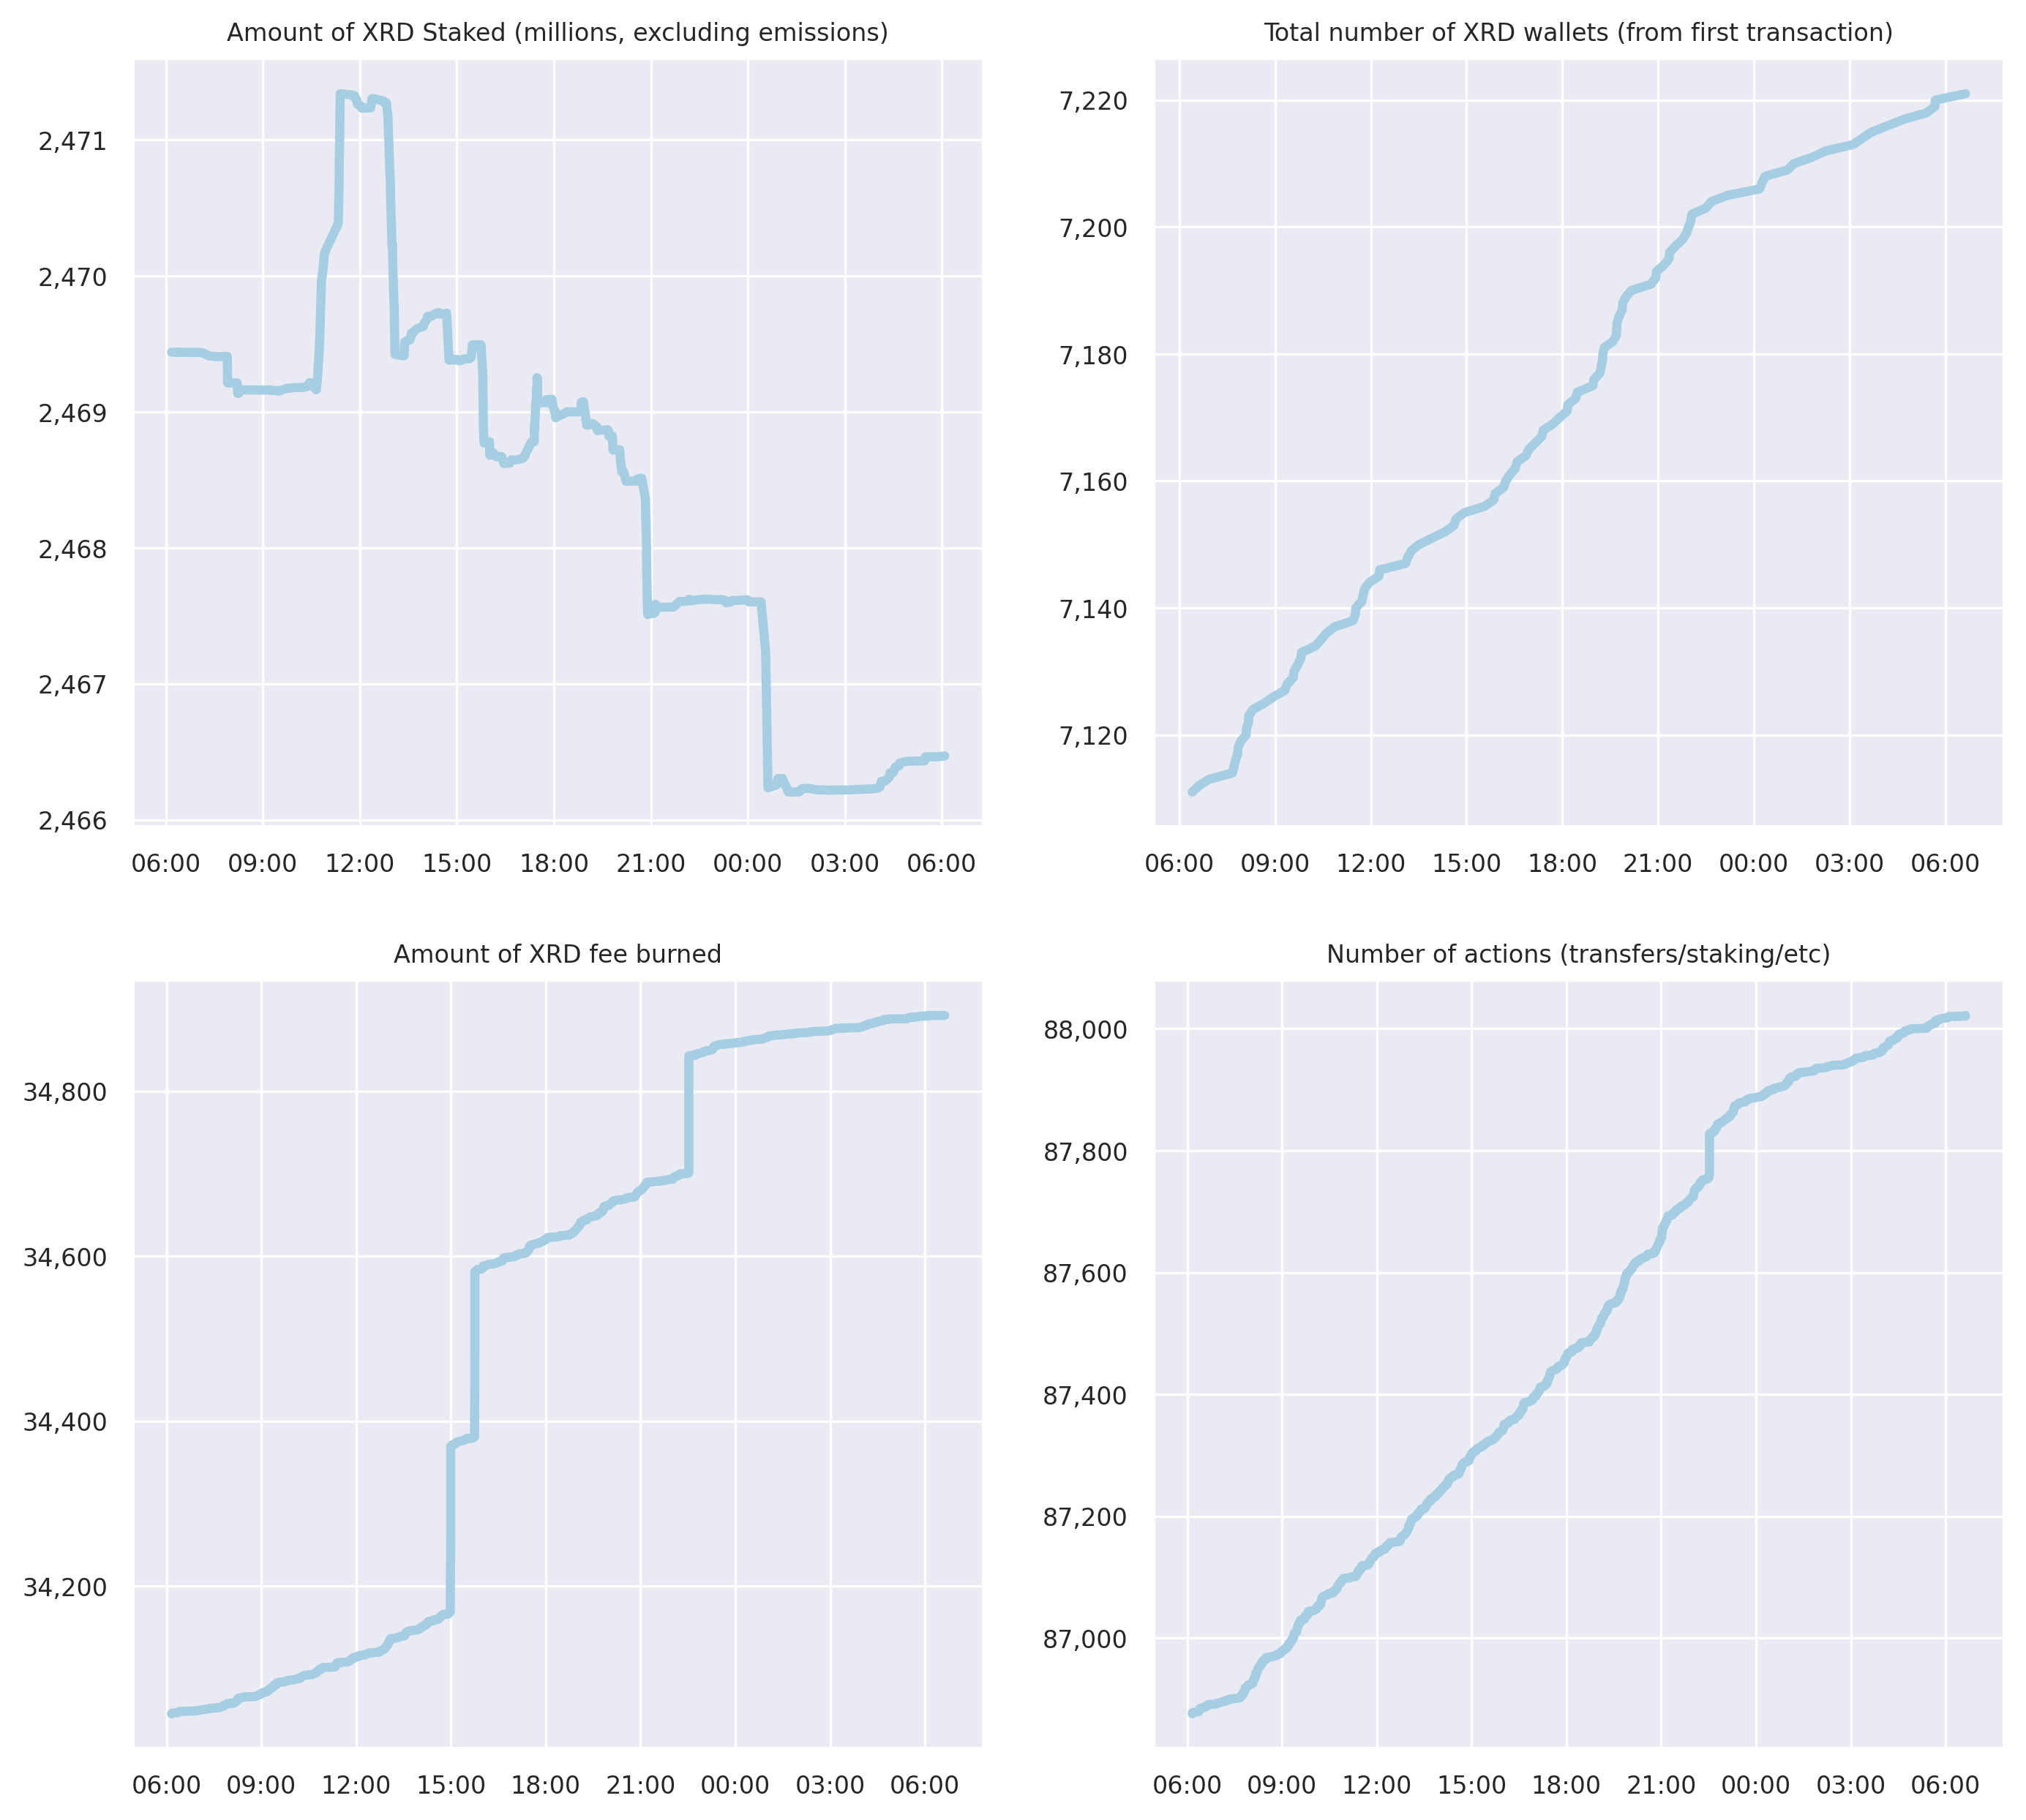 Amount of XRD Staked (millions, excluding emissions)
2,471
2,470
2,469
2,468
2,467
2,466
06:00 09:00 12:00 15:00 18:00 21:00 00:00 03:00 06:00
Total number of XRD wallets (from first transaction)
7,220
7,200
7,180
7,160
7,140
7,120
06:00 09:00 12:00 15:00 18:00 21:00 00:00 03:00 06:00
Amount of XRD fee burned
34,800
34,600
34,400
34,200
06:00 09:00 12:00 15:00 18:00 21:00 00:00 03:00 06:00
Number of actions (transfers/staking/etc)
88,000
87,800
87,600
87,400
87,200
87,000
06:00 09:00 12:00 15:00 18:00 21:00 00:00 03:00 06:00